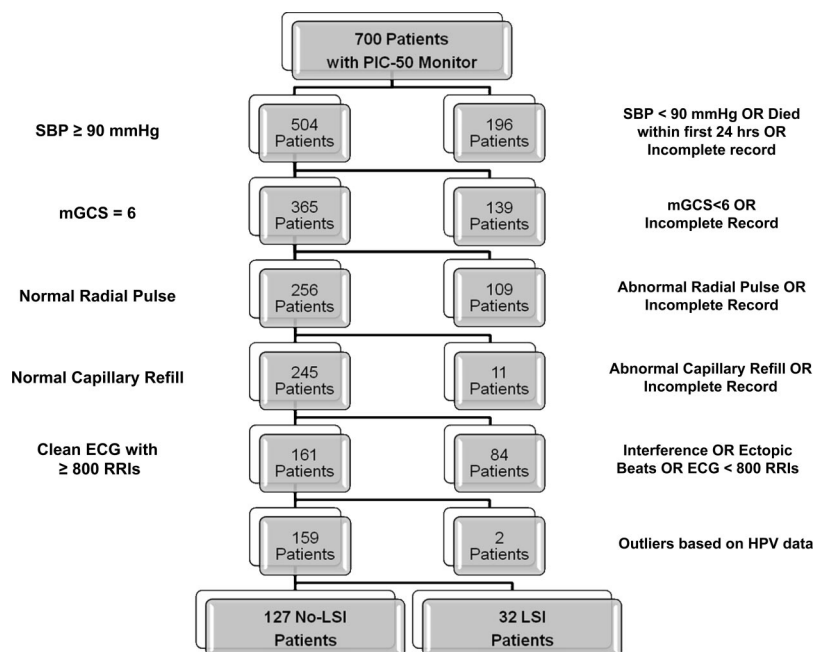 700 Patients
with PIC-50 Monitor
SBP ≥ 90 mmHg
504
Patients
196
Patients
SBP < 90 mmHg OR Died
within first 24 hrs OR
Incomplete record
mGCS = 6
365
Patients
139
Patients
mGCS<6 OR
Incomplete Record
Normal Radial Pulse
256
Patients
109
Patients
Abnormal Radial Pulse OR
Incomplete Record
Normal Capillary Refill
245
Patients
11
Patients
Abnormal Capillary Refill OR
Incomplete Record
Clean ECG with
≥ 800 RRIs
161
Patients
84
Patients
Interference OR Ectopic
Beats OR ECG < 800 RRIs
159
Patients
2
Patients
Outliers based on HPV data
127 No-LSI
Patients
32 LSI
Patients